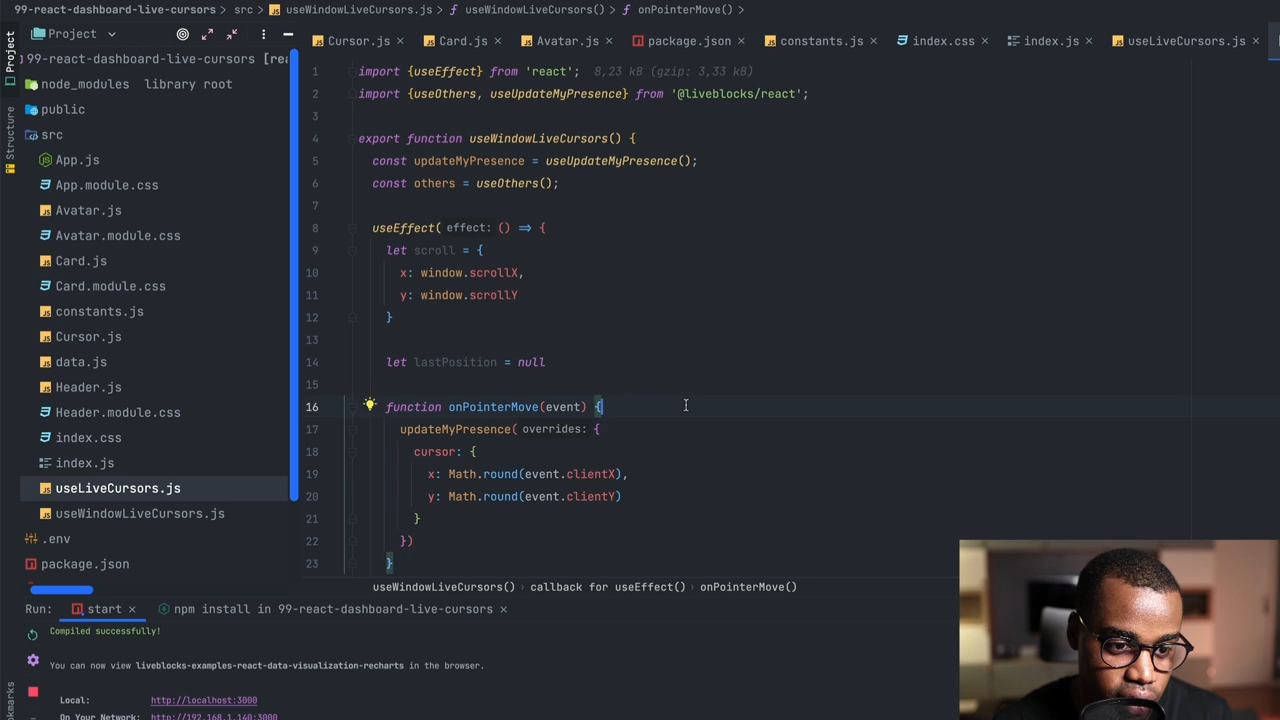 99-react-dashboard-live-cursors › src › useWindowLiveCursors.js › useWindowLiveCursors() › onPointerMove() ›
Project
Cursor.js × Card.js × Avatar.js × package.json × constants.js × index.css × index.js × useLiveCursors.js ×
Project
Structure
99-react-dashboard-live-cursors [rea
node_modules library root
public
src
App.js
App.module.css
Avatar.js
Avatar.module.css
Card.js
Card.module.css
constants.js
Cursor.js
data.js
Header.js
Header.module.css
index.css
index.js
useLiveCursors.js
useWindowLiveCursors.js
.env
package.json
1 import {useEffect} from 'react'; 8,23 kB (gzip: 3,33 kB)
2 import {useOthers, useUpdateMyPresence} from '@liveblocks/react';
3
4 export function useWindowLiveCursors() {
5 const updateMyPresence = useUpdateMyPresence();
6 const others = useOthers();
7
8 useEffect( effect: () => {
9 let scroll = {
10 x: window.scrollX,
11 y: window.scrollY
12 }
13
14 let lastPosition = null
15
16 function onPointerMove(event) {
17 updateMyPresence( overrides: {
18 cursor: {
19 x: Math.round(event.clientX),
20 y: Math.round(event.clientY)
21 }
22 })
23 }
useWindowLiveCursors() › callback for useEffect() › onPointerMove()
Run: start × npm install in 99-react-dashboard-live-cursors ×
Compiled successfully!
You can now view liveblocks-examples-react-data-visualization-recharts in the browser.
Local: http://localhost:3000
On Your Network: http://192.168.1.140:3000